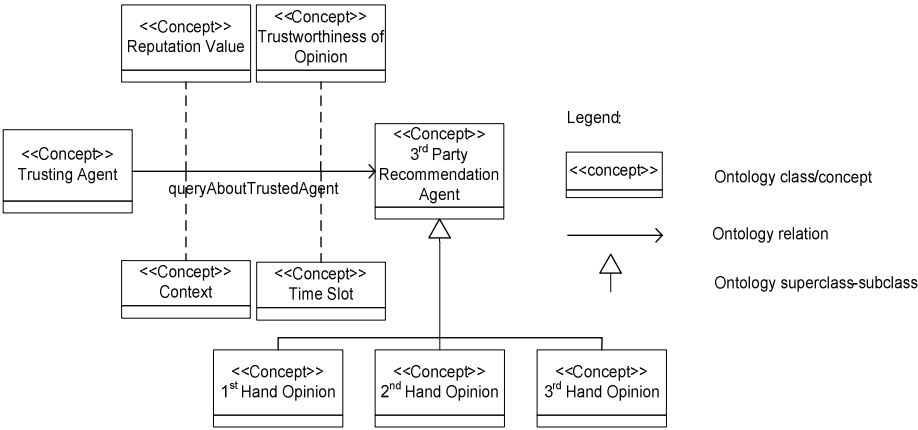 <<Concept>>
Reputation Value
<<Concept>>
Trustworthiness of
Opinion
<<Concept>>
Trusting Agent
queryAboutTrustedAgent
<<Concept>>
3rd Party
Recommendation
Agent
<<Concept>>
Context
<<Concept>>
Time Slot
<<Concept>>
1st Hand Opinion
<<Concept>>
2nd Hand Opinion
<<Concept>>
3rd Hand Opinion
Legend:
<<concept>>
Ontology class/concept
Ontology relation
Ontology superclass-subclass